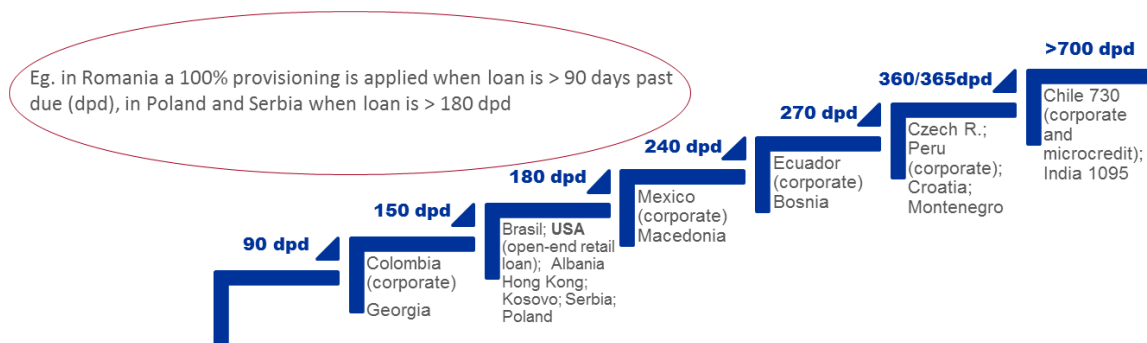 Eg. in Romania a 100% provisioning is applied when loan is > 90 days past
due (dpd), in Poland and Serbia when loan is > 180 dpd
90 dpd
150 dpd
Colombia
(corporate)
Georgia
180 dpd
Brasil; USA
(open-end retail
loan); Albania
Hong Kong;
Kosovo; Serbia;
Poland
240 dpd
Mexico
(corporate)
Macedonia
270 dpd
Ecuador
(corporate)
Bosnia
360/365dpd
Czech R.;
Peru
(corporate);
Croatia;
Montenegro
>700 dpd
Chile 730
(corporate
and
microcredit);
India 1095